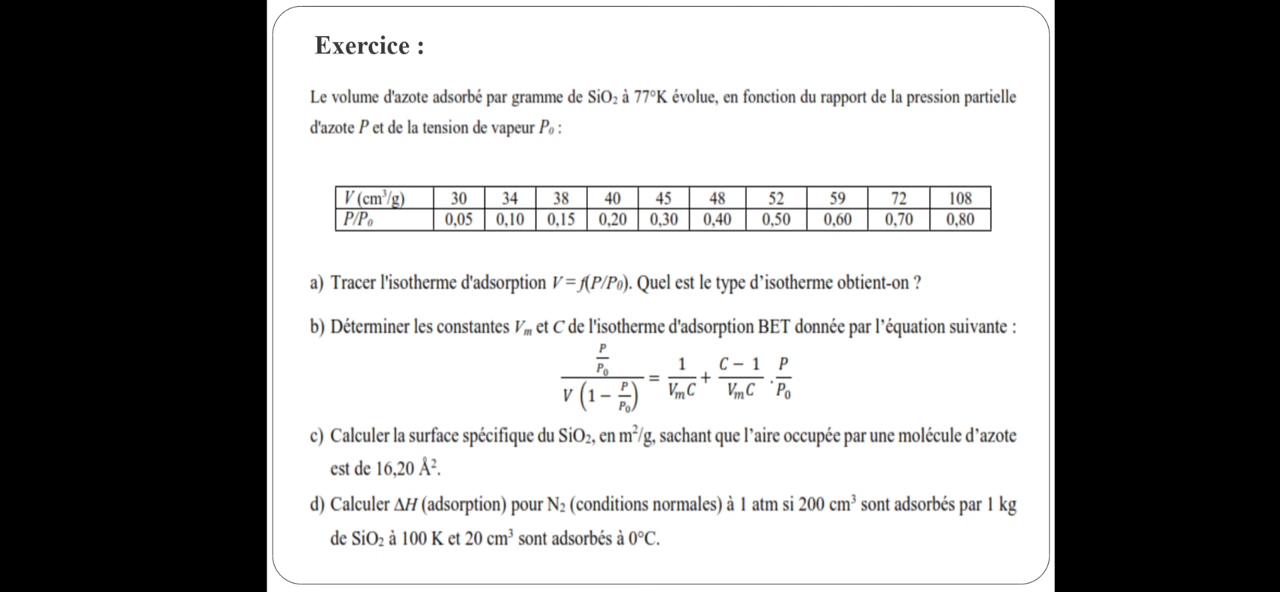 Exercice :
Le volume d'azote adsorbé par gramme de SiO₂ à 77°K évolue, en fonction du rapport de la pression partielle
d'azote P et de la tension de vapeur P₀ :
V (cm³/g) 30 34 38 40 45 48 52 59 72 108
P/P₀ 0,05 0,10 0,15 0,20 0,30 0,40 0,50 0,60 0,70 0,80
a) Tracer l'isotherme d'adsorption V = f(P/P₀). Quel est le type d’isotherme obtient-on ?
b) Déterminer les constantes Vₘ et C de l'isotherme d'adsorption BET donnée par l’équation suivante :
(P/P₀) / (V (1 − P/P₀)) = 1/(VₘC) + (C − 1)/(VₘC) . P/P₀
c) Calculer la surface spécifique du SiO₂, en m²/g, sachant que l’aire occupée par une molécule d’azote
est de 16,20 Å².
d) Calculer ΔH (adsorption) pour N₂ (conditions normales) à 1 atm si 200 cm³ sont adsorbés par 1 kg
de SiO₂ à 100 K et 20 cm³ sont adsorbés à 0°C.